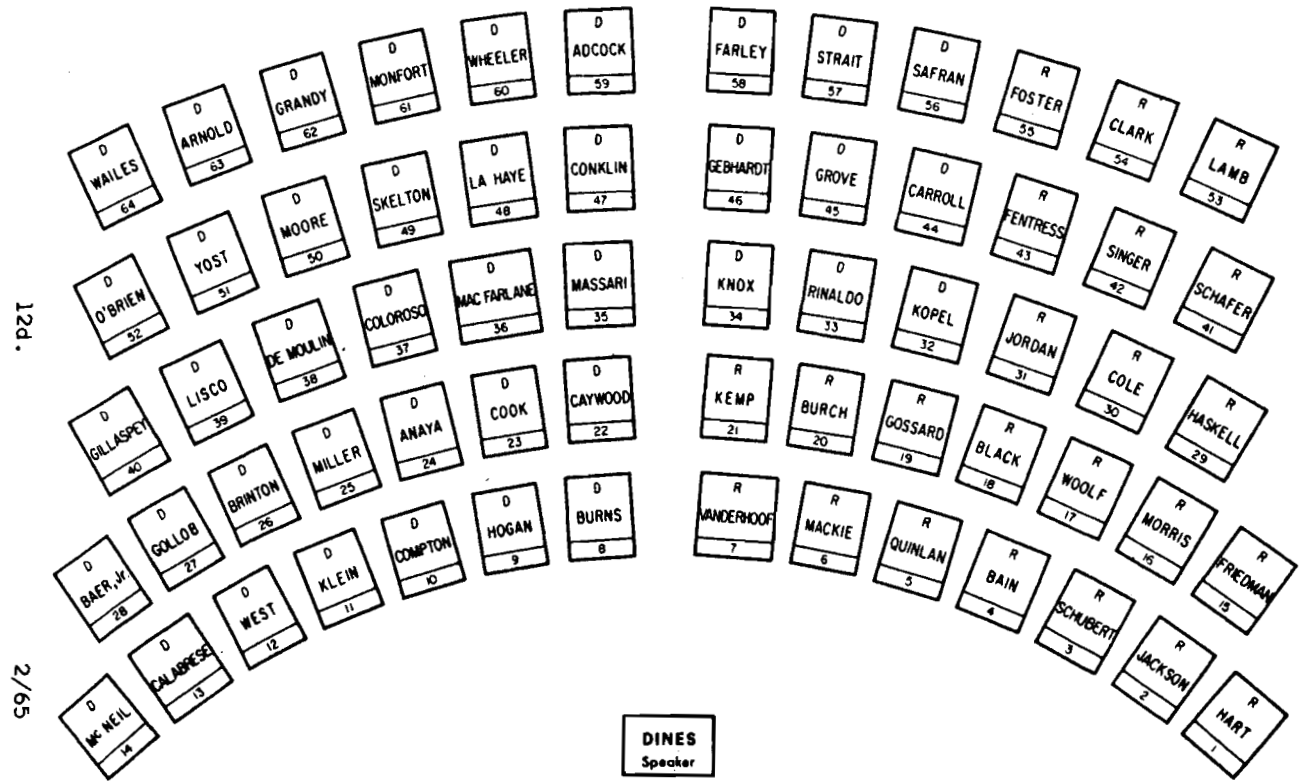 D WAILES 64
D ARNOLD 63
D GRANDY 62
D MONFORT 61
D WHEELER 60
D ADCOCK 59
D FARLEY 58
D STRAIT 57
D SAFRAN 56
R FOSTER 55
R CLARK 54
R LAMB 53
D O'BRIEN 52
D YOST 51
D MOORE 50
D SKELTON 49
D LA HAYE 48
D CONKLIN 47
D GEBHARDT 46
D GROVE 45
D CARROLL 44
R FENTRESS 43
R SINGER 42
R SCHAFER 41
D GILLASPEY 40
D LISCO 39
D DE MOULIN 38
D COLOROSO 37
D MAC FARLANE 36
D MASSARI 35
D KNOX 34
D RINALDO 33
D KOPEL 32
R JORDAN 31
R COLE 30
R HASKELL 29
D BAER, Jr. 28
D GOLLOB 27
D BRINTON 26
D MILLER 25
D ANAYA 24
D COOK 23
D CAYWOOD 22
R KEMP 21
R BURCH 20
R GOSSARD 19
R BLACK 18
R WOOLF 17
R MORRIS 16
R FRIEDMAN 15
D Mc NEIL 14
D CALABRESE 13
D WEST 12
D KLEIN 11
D COMPTON 10
D HOGAN 9
D BURNS 8
R VANDERHOOF 7
R MACKIE 6
R QUINLAN 5
R BAIN 4
R SCHUBERT 3
R JACKSON 2
R HART 1
DINES
Speaker
12d.
2/65